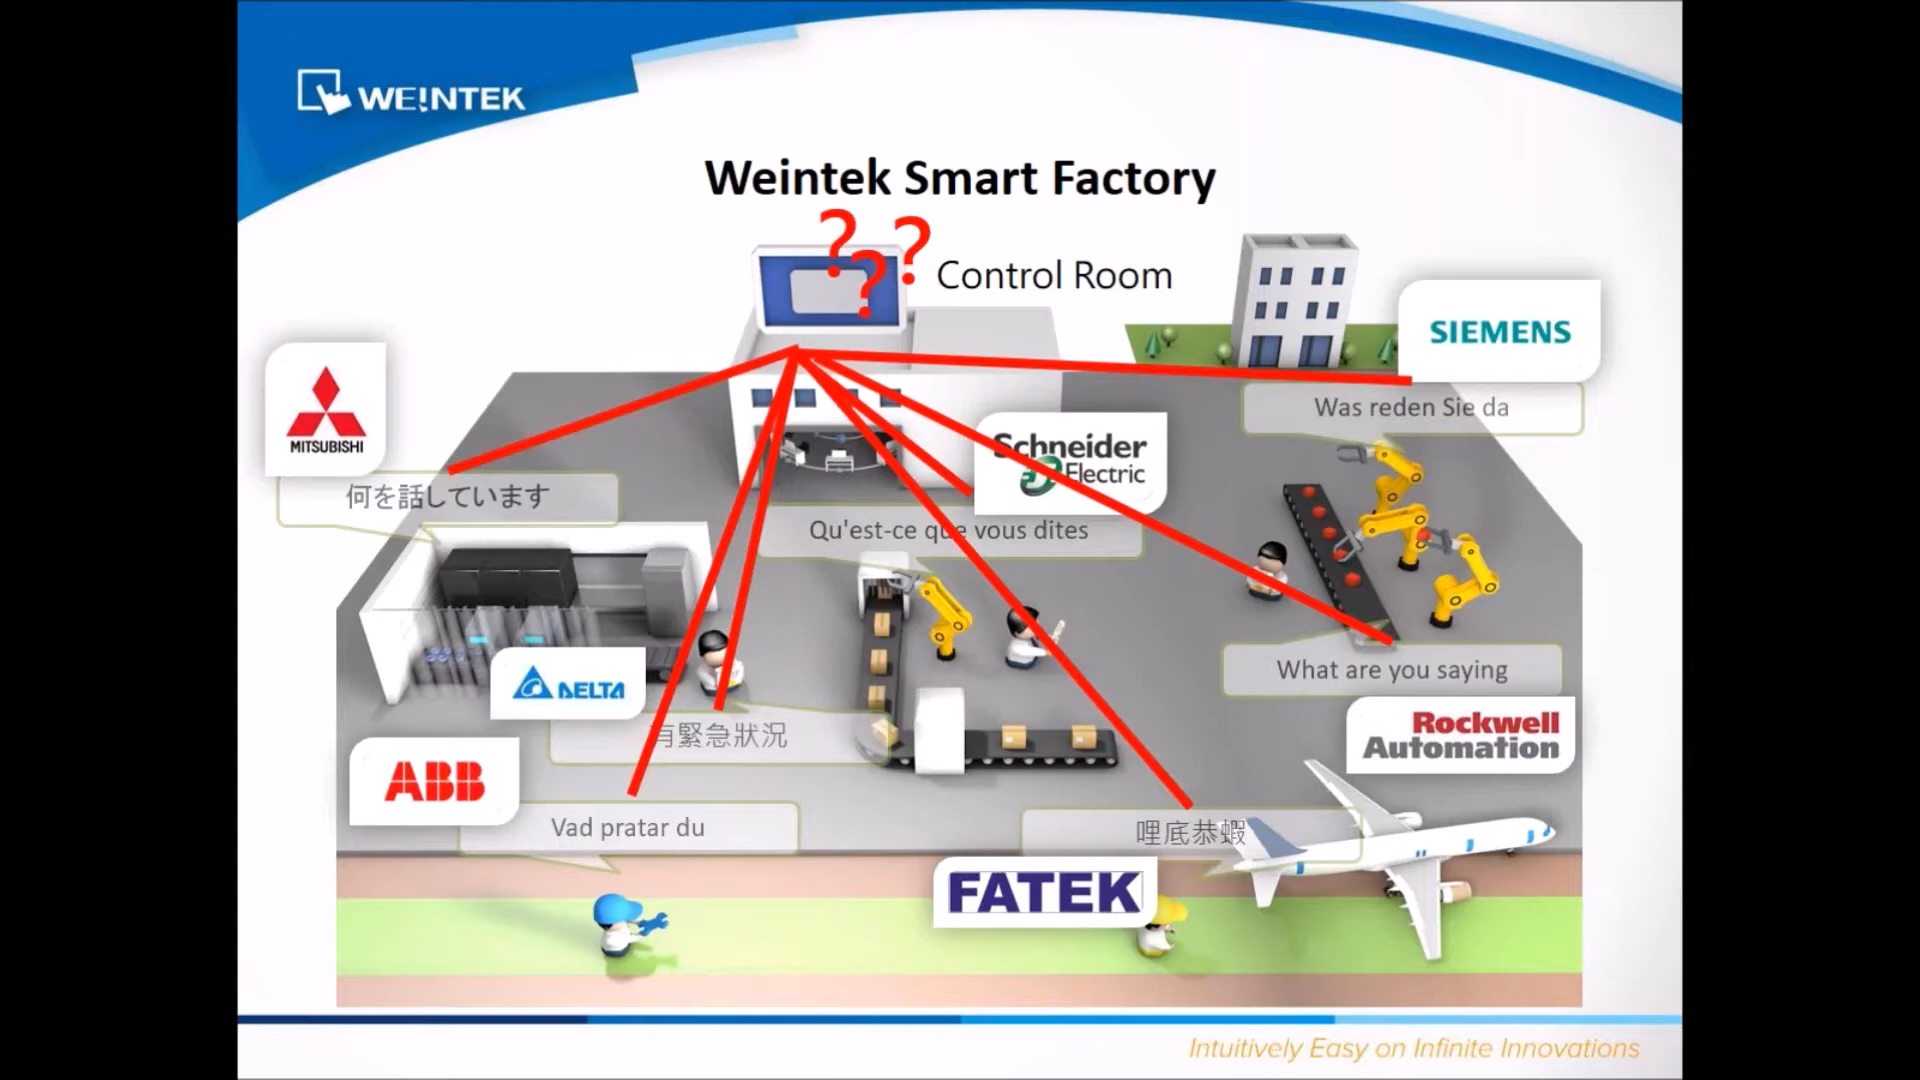 WEINTEK
Weintek Smart Factory
? ? ?
Control Room
SIEMENS
Was reden Sie da
MITSUBISHI
何を話しています
Schneider
Electric
Qu'est-ce que vous dites
What are you saying
DELTA
有緊急狀況
Rockwell
Automation
ABB
Vad pratar du
哩底恭蝦
FATEK
Intuitively Easy on Infinite Innovations